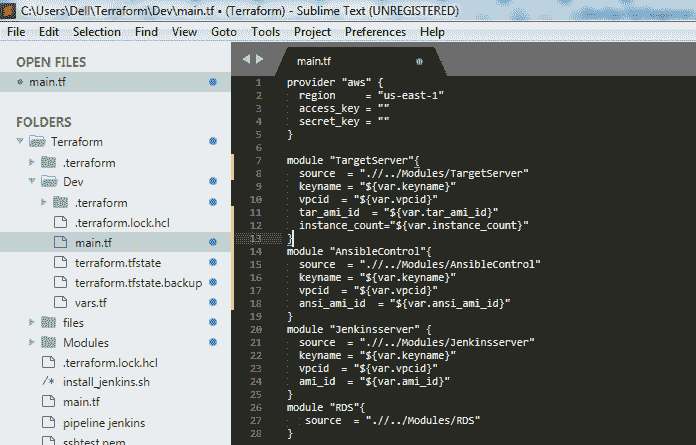 C:\Users\Dell\Terraform\Dev\main.tf • (Terraform) - Sublime Text (UNREGISTERED)
File Edit Selection Find View Goto Tools Project Preferences Help
OPEN FILES
main.tf
FOLDERS
Terraform
.terraform
Dev
.terraform
.terraform.lock.hcl
main.tf
terraform.tfstate
terraform.tfstate.backup
vars.tf
files
Modules
.terraform.lock.hcl
/* install_jenkins.sh
main.tf
pipeline jenkins
sshtest.pem
main.tf
1 provider "aws" {
2 region = "us-east-1"
3 access_key = ""
4 secret_key = ""
5 }
6
7 module "TargetServer"{
8 source = ".//../Modules/TargetServer"
9 keyname = "${var.keyname}"
10 vpcid = "${var.vpcid}"
11 tar_ami_id = "${var.tar_ami_id}"
12 instance_count="${var.instance_count}"
13 }
14 module "AnsibleControl"{
15 source = ".//../Modules/AnsibleControl"
16 keyname = "${var.keyname}"
17 vpcid = "${var.vpcid}"
18 ansi_ami_id = "${var.ansi_ami_id}"
19 }
20 module "Jenkinsserver" {
21 source = ".//../Modules/Jenkinsserver"
22 keyname = "${var.keyname}"
23 vpcid = "${var.vpcid}"
24 ami_id = "${var.ami_id}"
25 }
26 module "RDS"{
27 source = ".//../Modules/RDS"
28 }